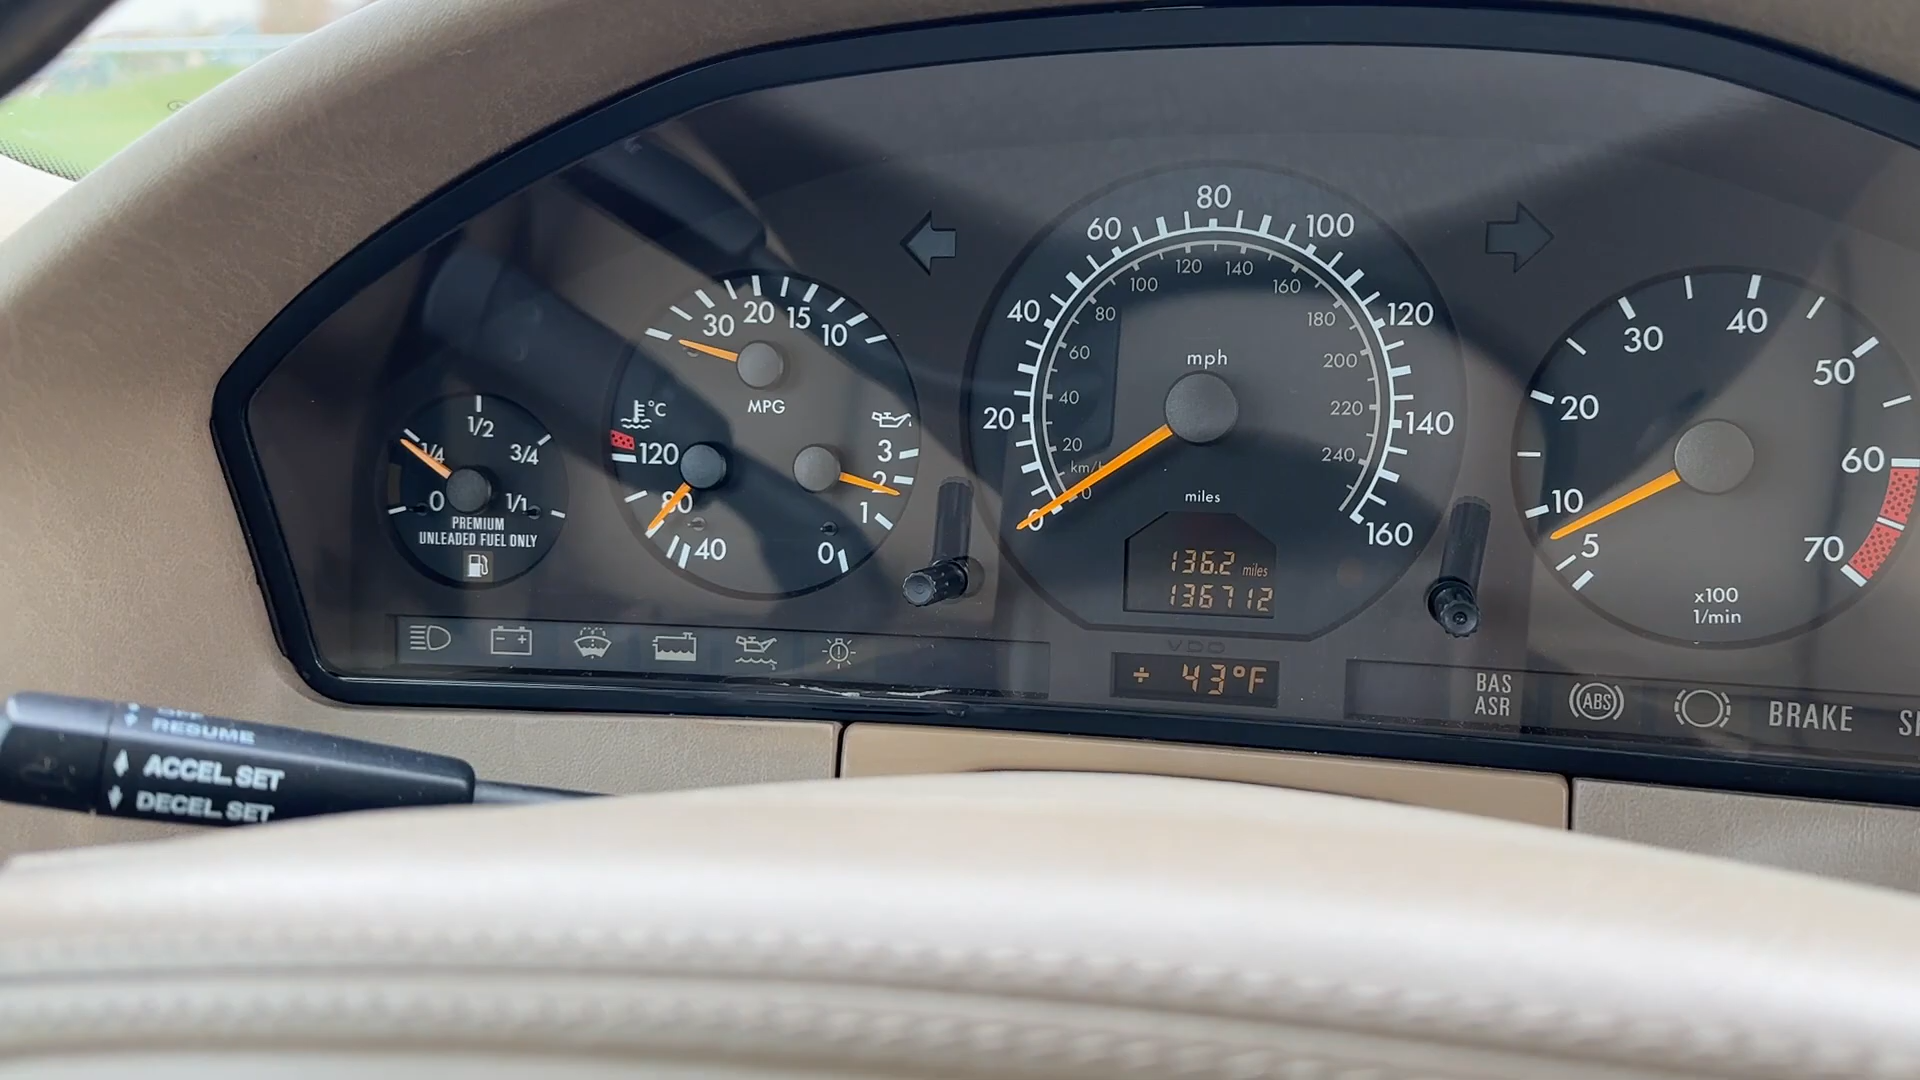 1/2
1/4
3/4
0
1/1
PREMIUM
UNLEADED FUEL ONLY
30 20 15 10
MPG
°C
120
80
40
3
2
1
0
0 20 40 60 80 100 120 140 160
mph
km/h
0 20 40 60 80 100 120 140 160 180 200 220 240
miles
136.2 miles
136712
VDO
+ 43°F
5 10 20 30 40 50 60 70
x100
1/min
BAS
ASR
ABS
BRAKE
RESUME
ACCEL. SET
DECEL. SET